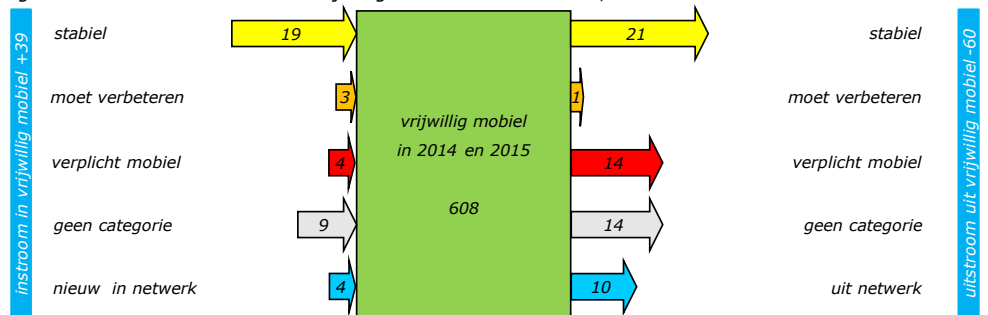 instroom in vrijwillig mobiel +39
stabiel 19 21 stabiel
moet verbeteren 3 1 moet verbeteren
vrijwillig mobiel
in 2014 en 2015
verplicht mobiel 4 14 verplicht mobiel
608
geen categorie 9 14 geen categorie
nieuw in netwerk 4 10 uit netwerk
uitstroom uit vrijwillig mobiel -60